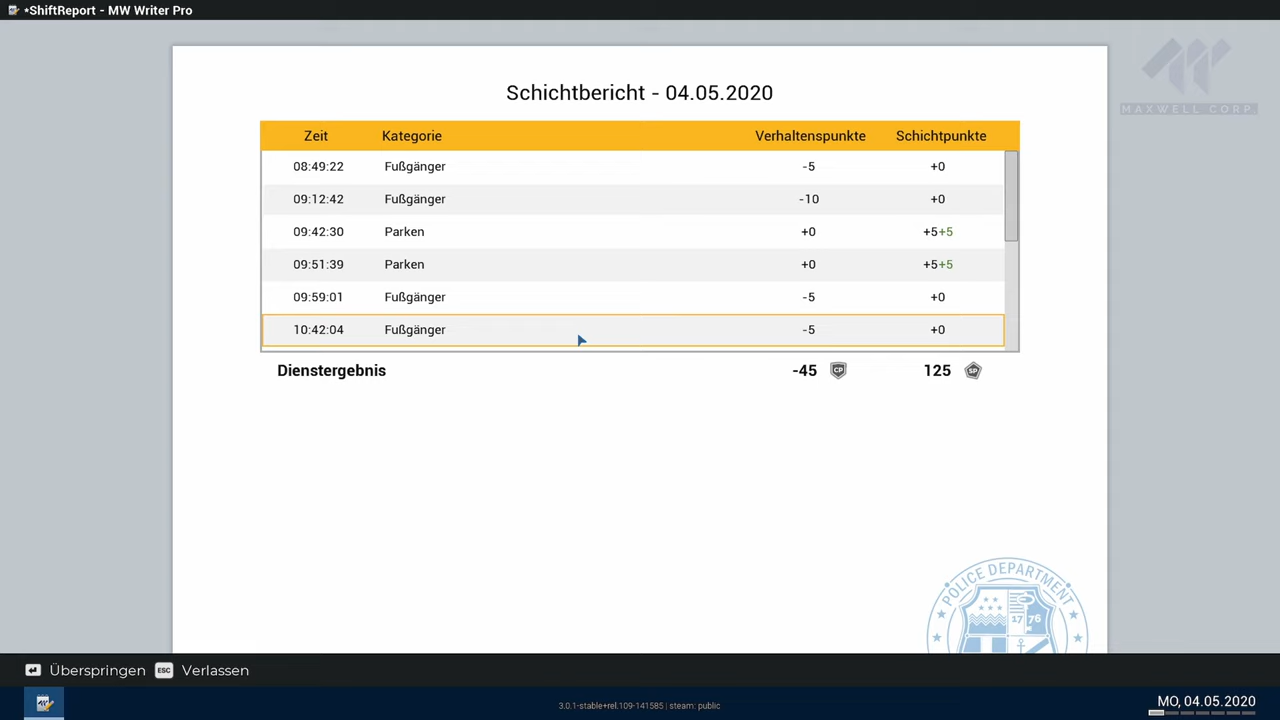 *ShiftReport - MW Writer Pro
MAXWELL CORP.
Schichtbericht - 04.05.2020
Zeit Kategorie Verhaltenspunkte Schichtpunkte
08:49:22 Fußgänger -5 +0
09:12:42 Fußgänger -10 +0
09:42:30 Parken +0 +5+5
09:51:39 Parken +0 +5+5
09:59:01 Fußgänger -5 +0
10:42:04 Fußgänger -5 +0
Dienstergebnis -45 CP 125 SP
POLICE DEPARTMENT
1776
Überspringen ESC Verlassen
3.0.1-stable+rel.109-141585 | steam: public
MO, 04.05.2020